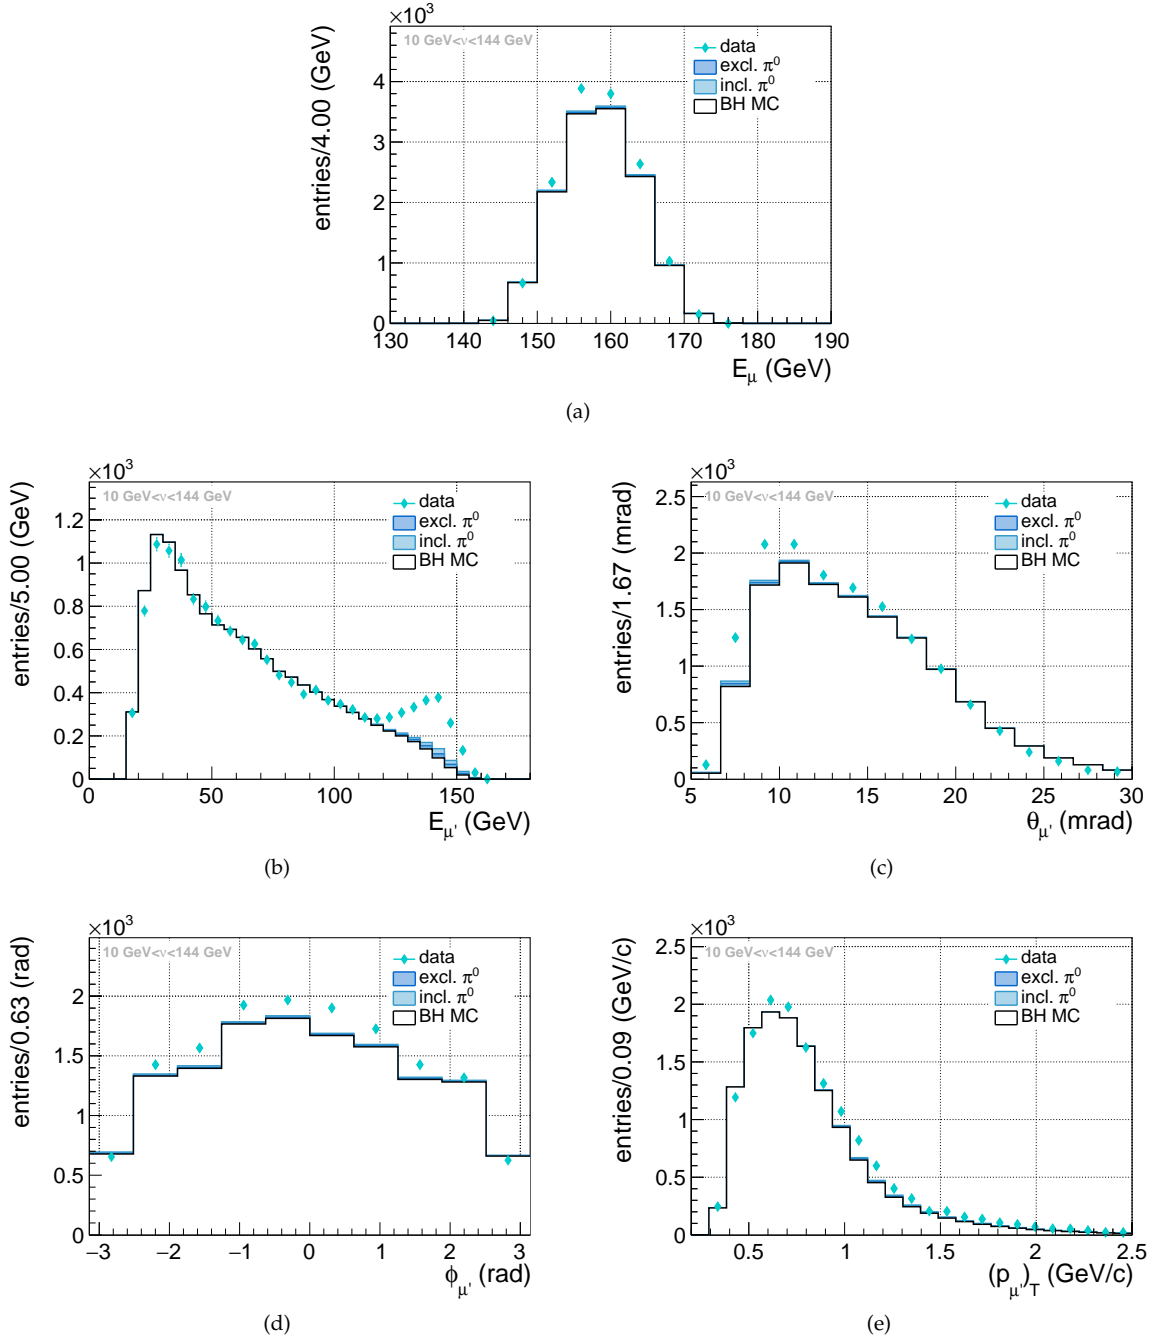 ×10³
10 GeV<ν<144 GeV
data
excl. π⁰
incl. π⁰
BH MC
entries/4.00 (GeV)
4
3
2
1
0
130 140 150 160 170 180 190
E_μ (GeV)
(a)
×10³
10 GeV<ν<144 GeV
data
excl. π⁰
incl. π⁰
BH MC
entries/5.00 (GeV)
1.2
1
0.8
0.6
0.4
0.2
0
0 50 100 150
E_μ' (GeV)
(b)
×10³
10 GeV<ν<144 GeV
data
excl. π⁰
incl. π⁰
BH MC
entries/1.67 (mrad)
2.5
2
1.5
1
0.5
0
5 10 15 20 25 30
θ_μ' (mrad)
(c)
×10³
10 GeV<ν<144 GeV
data
excl. π⁰
incl. π⁰
BH MC
entries/0.63 (rad)
2
1.5
1
0.5
0
−3 −2 −1 0 1 2 3
ϕ_μ' (rad)
(d)
×10³
10 GeV<ν<144 GeV
data
excl. π⁰
incl. π⁰
BH MC
entries/0.09 (GeV/c)
2.5
2
1.5
1
0.5
0
0.5 1 1.5 2 2.5
(p_μ')_T (GeV/c)
(e)